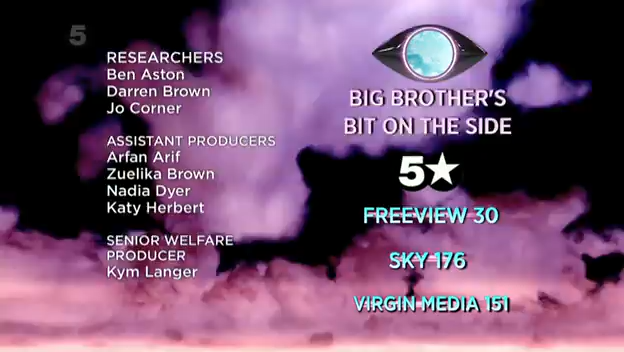 5
RESEARCHERS
Ben Aston
Darren Brown
Jo Corner
ASSISTANT PRODUCERS
Arfan Arif
Zuelika Brown
Nadia Dyer
Katy Herbert
SENIOR WELFARE
PRODUCER
Kym Langer
BIG BROTHER'S
BIT ON THE SIDE
5★
FREEVIEW 30
SKY 176
VIRGIN MEDIA 151